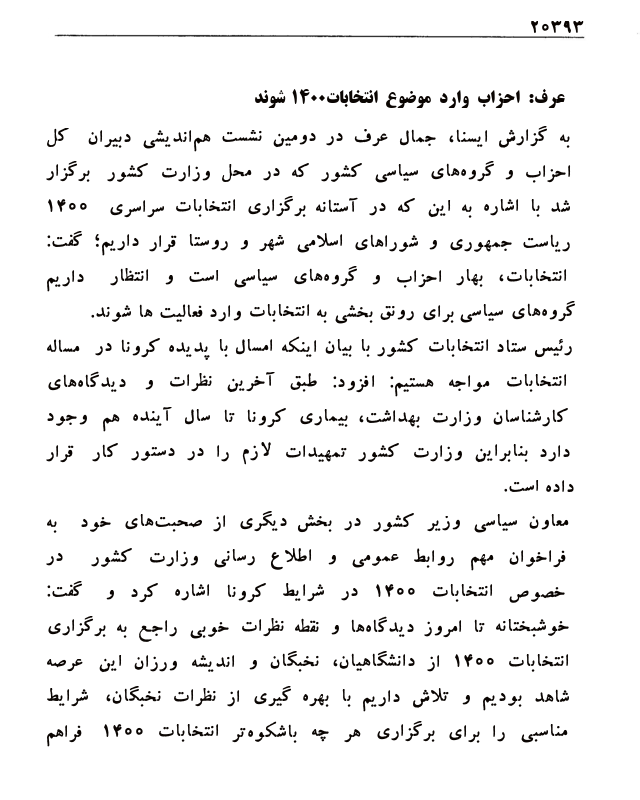 ۲۰۳۹۳
عرف: احزاب وارد موضوع انتخابات۱۴۰۰ شوند
به گزارش ایسنا، جمال عرف در دومین نشست هم‌اندیشی دبیران کل
احزاب و گروه‌های سیاسی کشور که در محل وزارت کشور برگزار
شد با اشاره به این که در آستانه برگزاری انتخابات سراسری ۱۴۰۰
ریاست جمهوری و شوراهای اسلامی شهر و روستا قرار داریم؛ گفت:
انتخابات، بهار احزاب و گروه‌های سیاسی است و انتظار داریم
گروه‌های سیاسی برای رونق بخشی به انتخابات وارد فعالیت ها شوند.
رئیس ستاد انتخابات کشور با بیان اینکه امسال با پدیده کرونا در مساله
انتخابات مواجه هستیم: افزود: طبق آخرین نظرات و دیدگاه‌های
کارشناسان وزارت بهداشت، بیماری کرونا تا سال آینده هم وجود
دارد بنابراین وزارت کشور تمهیدات لازم را در دستور کار قرار
داده است.
معاون سیاسی وزیر کشور در بخش دیگری از صحبت‌های خود به
فراخوان مهم روابط عمومی و اطلاع رسانی وزارت کشور در
خصوص انتخابات ۱۴۰۰ در شرایط کرونا اشاره کرد و گفت:
خوشبختانه تا امروز دیدگاه‌ها و نقطه نظرات خوبی راجع به برگزاری
انتخابات ۱۴۰۰ از دانشگاهیان، نخبگان و اندیشه ورزان این عرصه
شاهد بودیم و تلاش داریم با بهره گیری از نظرات نخبگان، شرایط
مناسبی را برای برگزاری هر چه باشکوه‌تر انتخابات ۱۴۰۰ فراهم